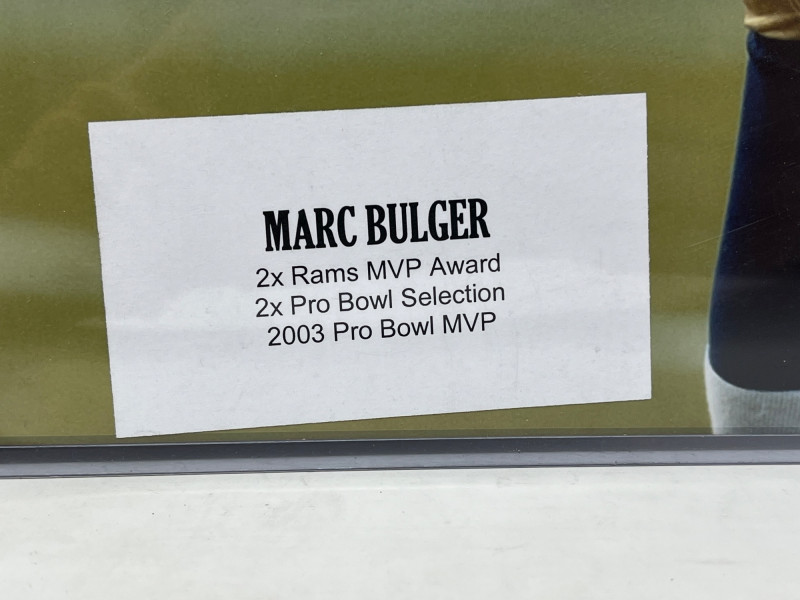 MARC BULGER
2x Rams MVP Award
2x Pro Bowl Selection
2003 Pro Bowl MVP